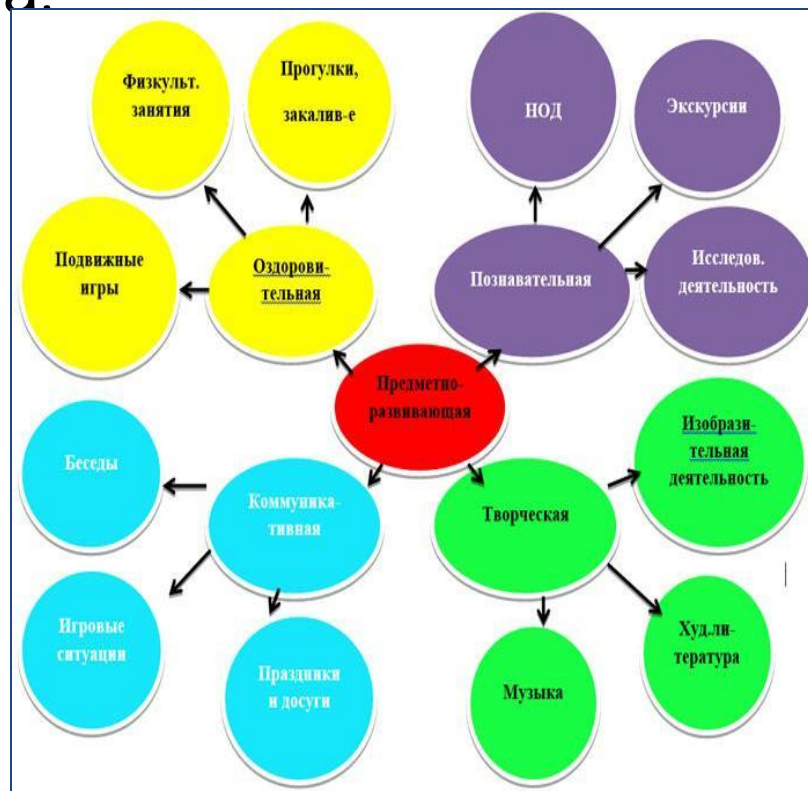 а.
Физкульт.
занятия
Прогулки,
закалив-е
НОД
Экскурсии
Подвижные
игры
Оздорови-
тельная
Познавательная
Исследов.
деятельность
Предметно-
развивающая
Беседы
Коммуника-
тивная
Творческая
Изобрази-
тельная
деятельность
Игровые
ситуации
Праздники
и досуги
Музыка
Худ.ли-
тература